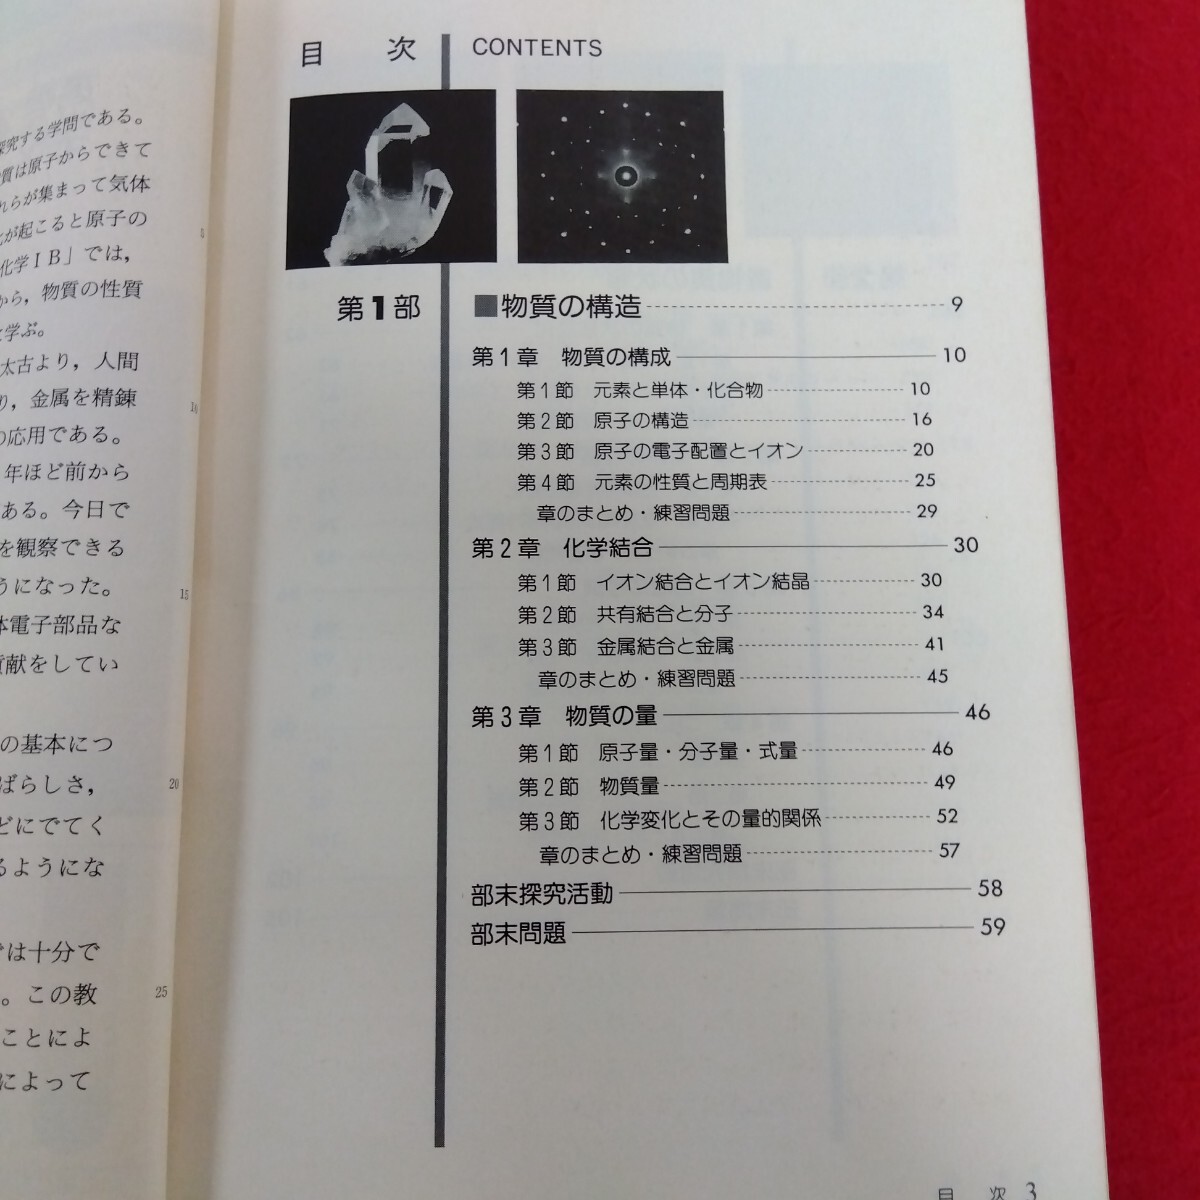 探究する学問である。
質は原子からできて
れらが集まって気体
が起こると原子の
化学ⅠB」では,
から, 物質の性質
学ぶ。
太古より, 人間
り, 金属を精錬
の応用である。
年ほど前から
ある。今日で
を観察できる
うになった。
体電子部品な
貢献をしてい
の基本につ
ばらしさ,
どにでてく
るようにな
では十分で
。この教
ことによ
によって
5
10
15
20
25
目 次 CONTENTS
第1部 ■物質の構造 9
第1章 物質の構成 10
第1節 元素と単体・化合物 10
第2節 原子の構造 16
第3節 原子の電子配置とイオン 20
第4節 元素の性質と周期表 25
章のまとめ・練習問題 29
第2章 化学結合 30
第1節 イオン結合とイオン結晶 30
第2節 共有結合と分子 34
第3節 金属結合と金属 41
章のまとめ・練習問題 45
第3章 物質の量 46
第1節 原子量・分子量・式量 46
第2節 物質量 49
第3節 化学変化とその量的関係 52
章のまとめ・練習問題 57
部末探究活動 58
部末問題 59
目 次 3